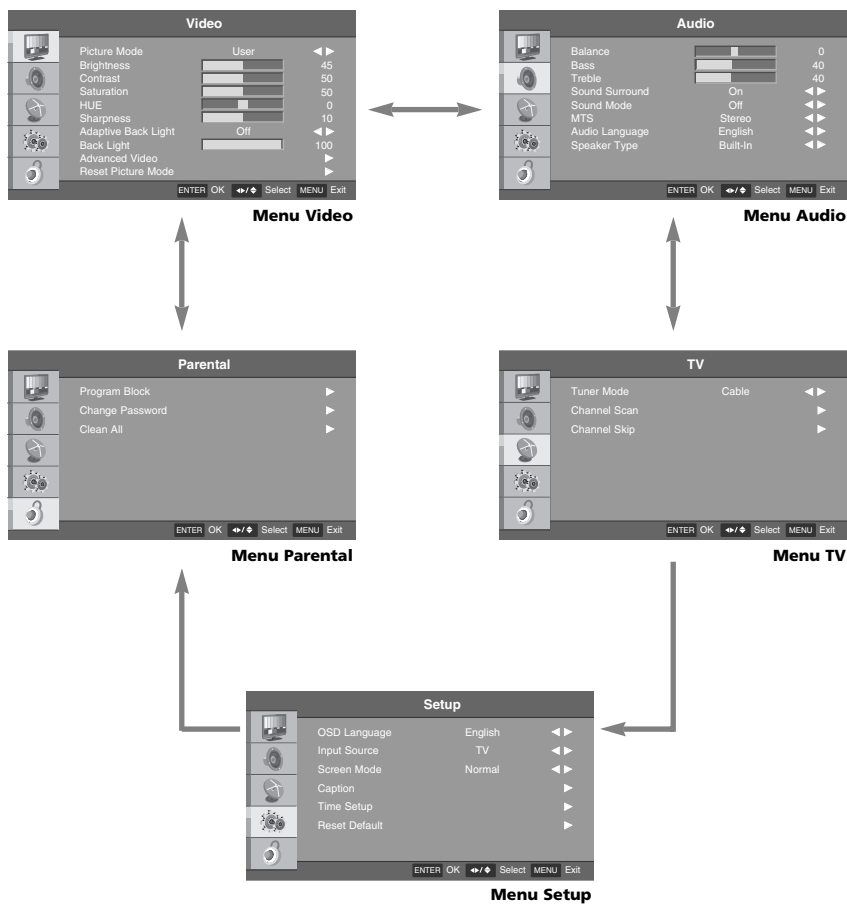 Video
Picture Mode User
Brightness 45
Contrast 50
Saturation 50
HUE 0
Sharpness 10
Adaptive Back Light Off
Back Light 100
Advanced Video
Reset Picture Mode
ENTER OK Select MENU Exit
Menu Video
Audio
Balance 0
Bass 40
Treble 40
Sound Surround On
Sound Mode Off
MTS Stereo
Audio Language English
Speaker Type Built-In
ENTER OK Select MENU Exit
Menu Audio
Parental
Program Block
Change Password
Clean All
ENTER OK Select MENU Exit
Menu Parental
TV
Tuner Mode Cable
Channel Scan
Channel Skip
ENTER OK Select MENU Exit
Menu TV
Setup
OSD Language English
Input Source TV
Screen Mode Normal
Caption
Time Setup
Reset Default
ENTER OK Select MENU Exit
Menu Setup